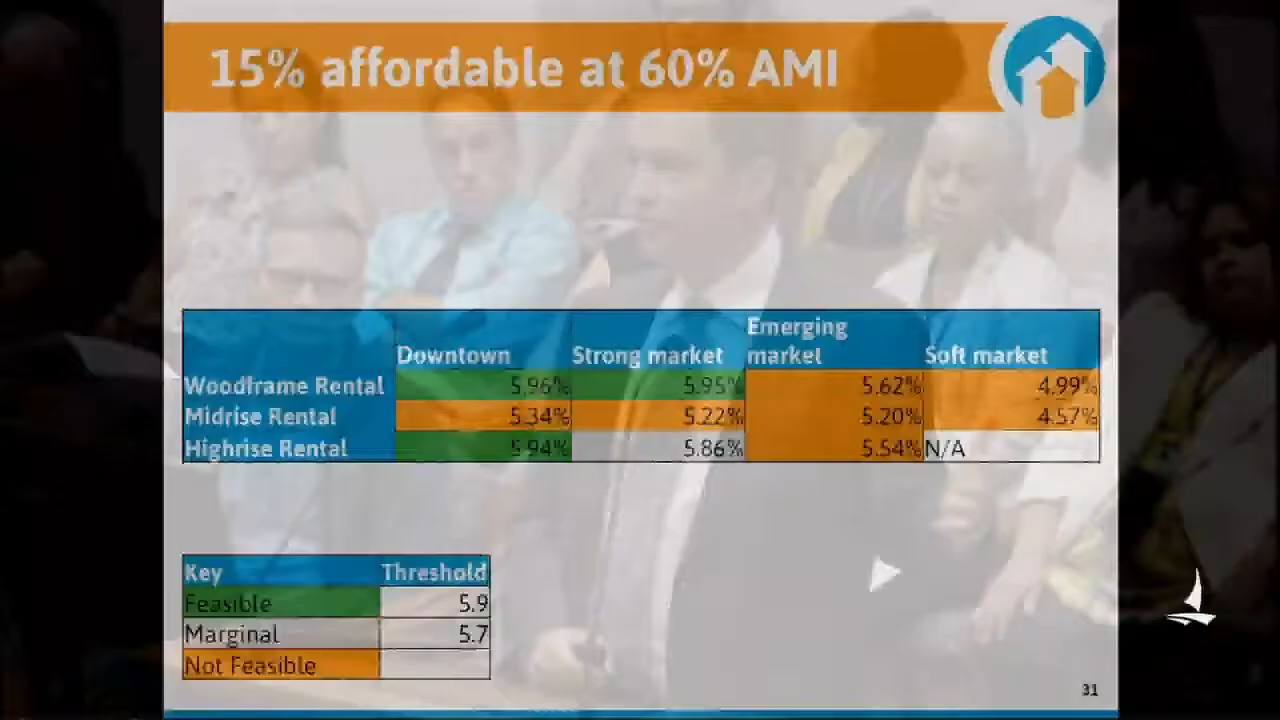 15% affordable at 60% AMI
Emerging
Downtown Strong market market Soft market
Woodframe Rental 5.96% 5.95% 5.62% 4.99%
Midrise Rental 5.34% 5.22% 5.20% 4.57%
Highrise Rental 5.94% 5.86% 5.54% N/A
Key Threshold
Feasible 5.9
Marginal 5.7
Not Feasible
31